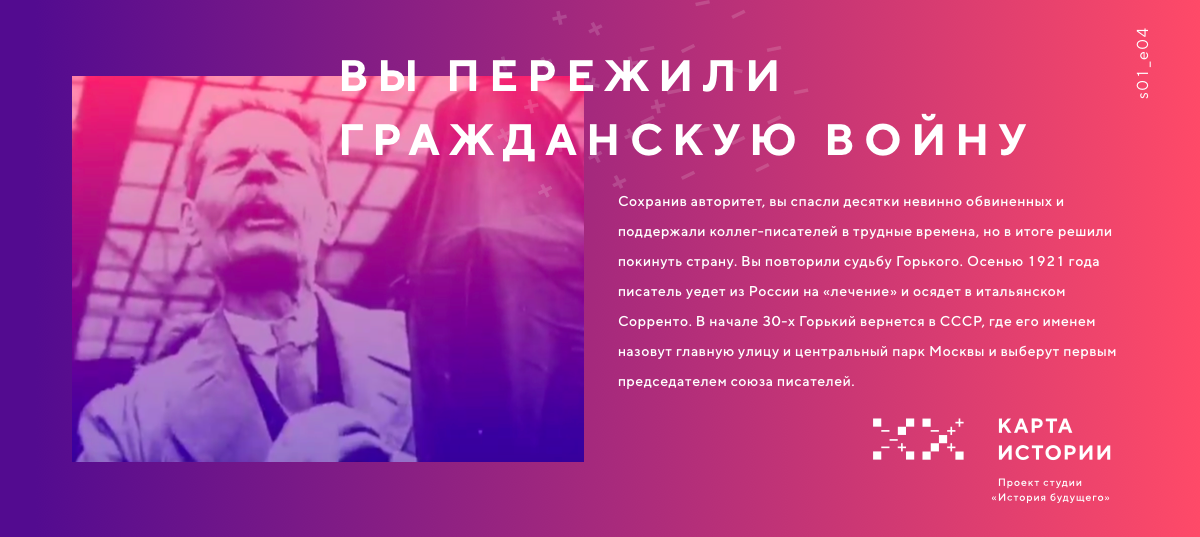 ВЫ ПЕРЕЖИЛИ
ГРАЖДАНСКУЮ ВОЙНУ
s01_e04
Сохранив авторитет, вы спасли десятки невинно обвиненных и
поддержали коллег-писателей в трудные времена, но в итоге решили
покинуть страну. Вы повторили судьбу Горького. Осенью 1921 года
писатель уедет из России на «лечение» и осядет в итальянском
Сорренто. В начале 30-х Горький вернется в СССР, где его именем
назовут главную улицу и центральный парк Москвы и выберут первым
председателем союза писателей.
КАРТА
ИСТОРИИ
Проект студии
«История будущего»